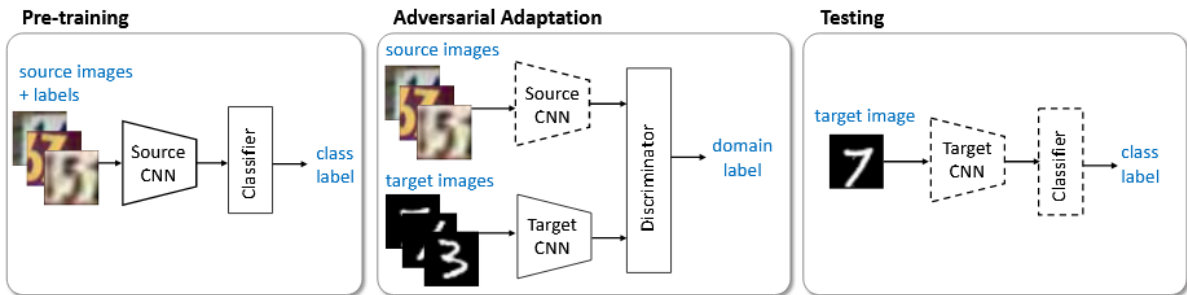 Pre-training
source images
+ labels
Source
CNN
Classifier
class
label
Adversarial Adaptation
source images
Source
CNN
target images
Target
CNN
Discriminator
domain
label
Testing
target image
7
Target
CNN
Classifier
class
label